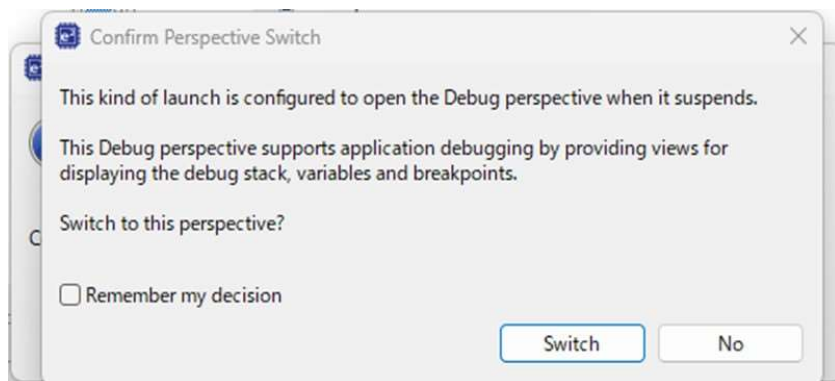 Confirm Perspective Switch
This kind of launch is configured to open the Debug perspective when it suspends.
This Debug perspective supports application debugging by providing views for
displaying the debug stack, variables and breakpoints.
Switch to this perspective?
Remember my decision
Switch
No